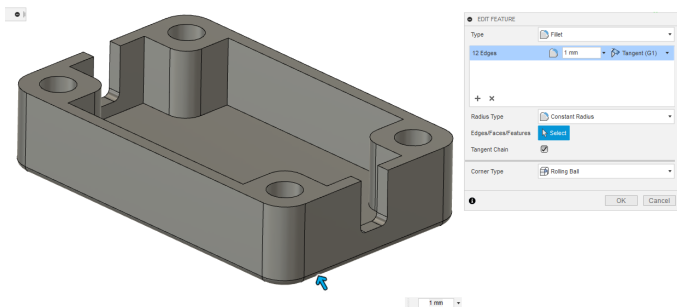 EDIT FEATURE
Type Fillet
12 Edges 1 mm Tangent (G1)
Radius Type Constant Radius
Edges/Faces/Features Select
Tangent Chain
Corner Type Rolling Ball
OK Cancel
1 mm